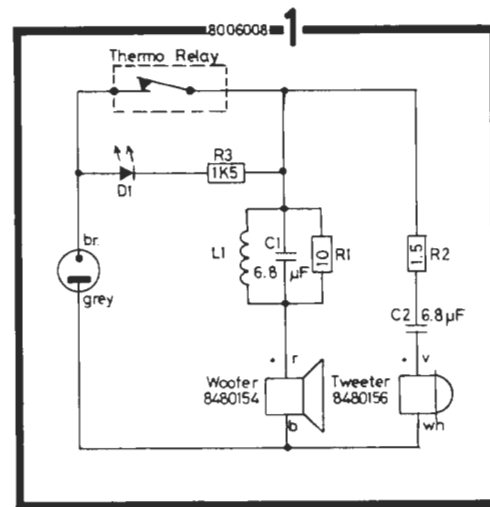 8006008 1
Thermo Relay
R3
1K5
D1
br.
L1
C1
6.8 µF
10
R1
1.5
R2
grey
C2 6.8µF
r
v
Woofer
8480154
Tweeter
8480156
b
wh